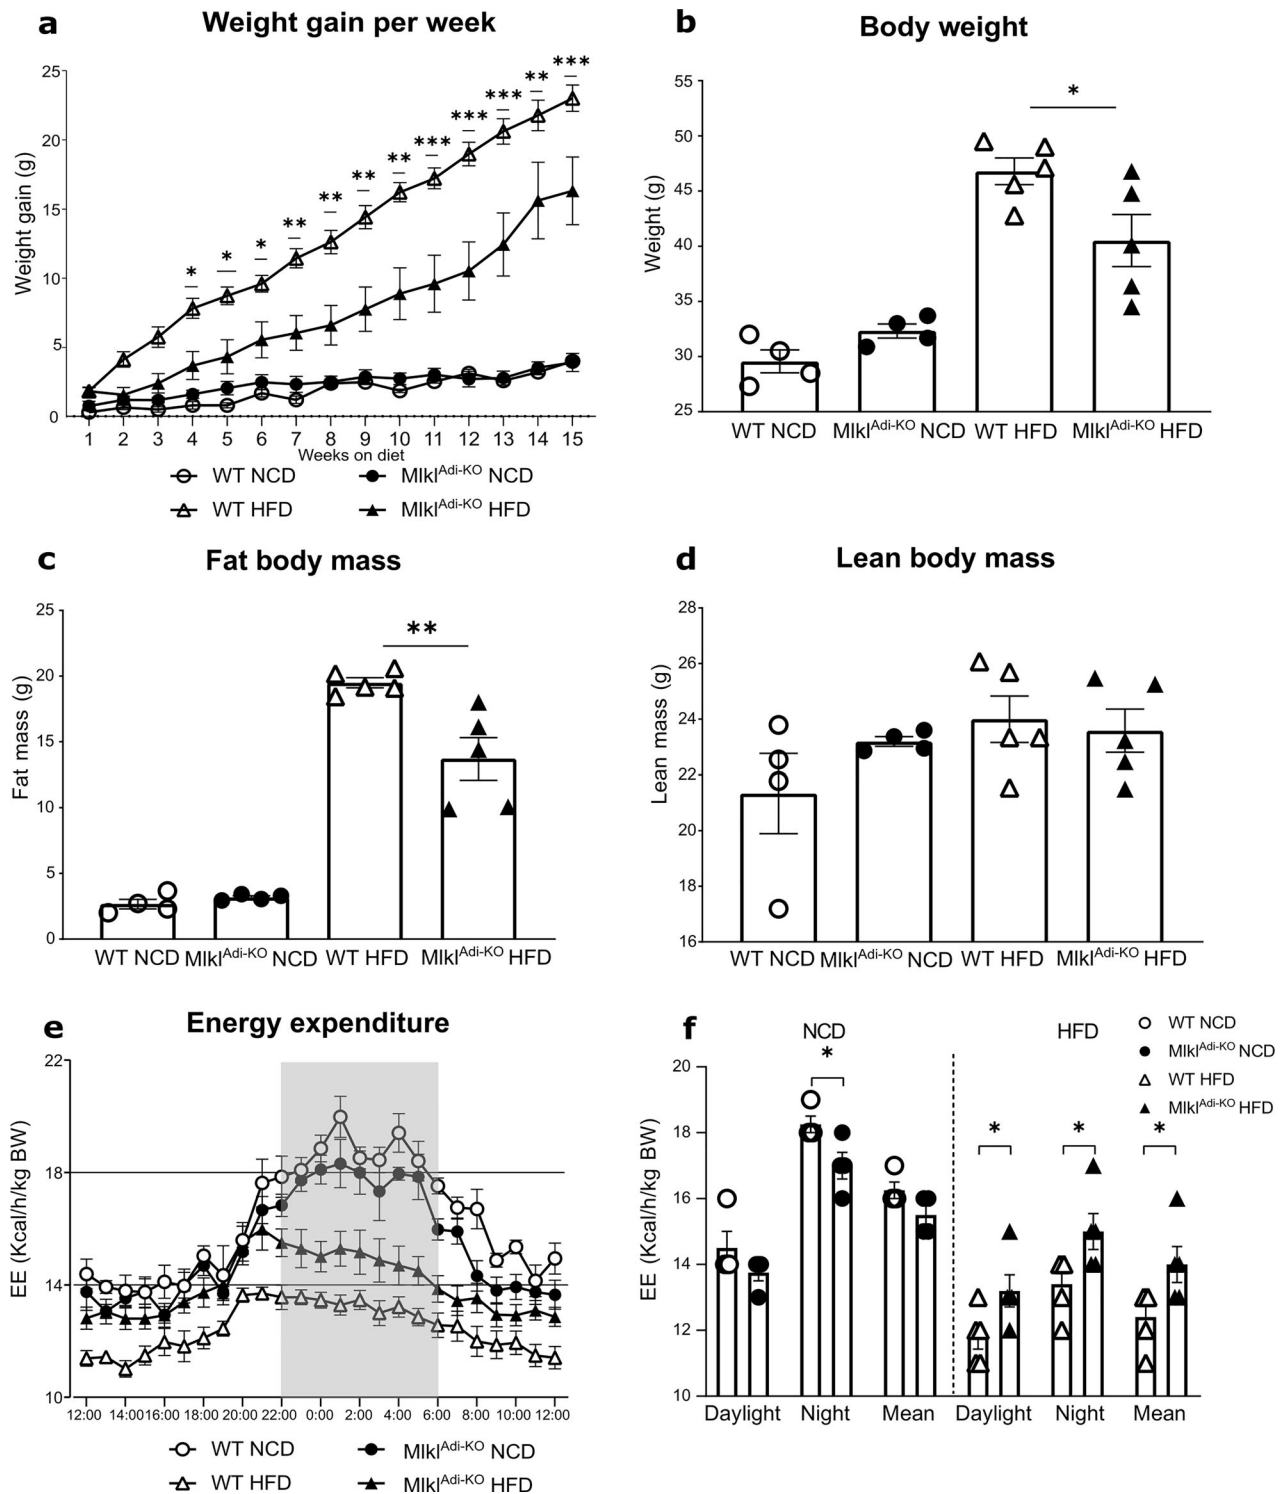 a Weight gain per week
25
20
15
10
5
0
Weight gain (g)
* * * ** ** ** ** *** *** *** ** ***
1 2 3 4 5 6 7 8 9 10 11 12 13 14 15
Weeks on diet
WT NCD MlklAdi-KO NCD
WT HFD MlklAdi-KO HFD
b Body weight
55
50
45
40
35
30
25
Weight (g)
*
WT NCD MlklAdi-KO NCD WT HFD MlklAdi-KO HFD
c Fat body mass
25
20
15
10
5
0
Fat mass (g)
**
WT NCD MlklAdi-KO NCD WT HFD MlklAdi-KO HFD
d Lean body mass
28
26
24
22
20
18
16
Lean mass (g)
WT NCD MlklAdi-KO NCD WT HFD MlklAdi-KO HFD
e Energy expenditure
22
18
14
10
EE (Kcal/h/kg BW)
12:00 14:00 16:00 18:00 20:00 22:00 0:00 2:00 4:00 6:00 8:00 10:00 12:00
WT NCD MlklAdi-KO NCD
WT HFD MlklAdi-KO HFD
f NCD HFD
WT NCD
MlklAdi-KO NCD
WT HFD
MlklAdi-KO HFD
20
18
16
14
12
10
EE (Kcal/h/kg BW)
* * * *
Daylight Night Mean Daylight Night Mean